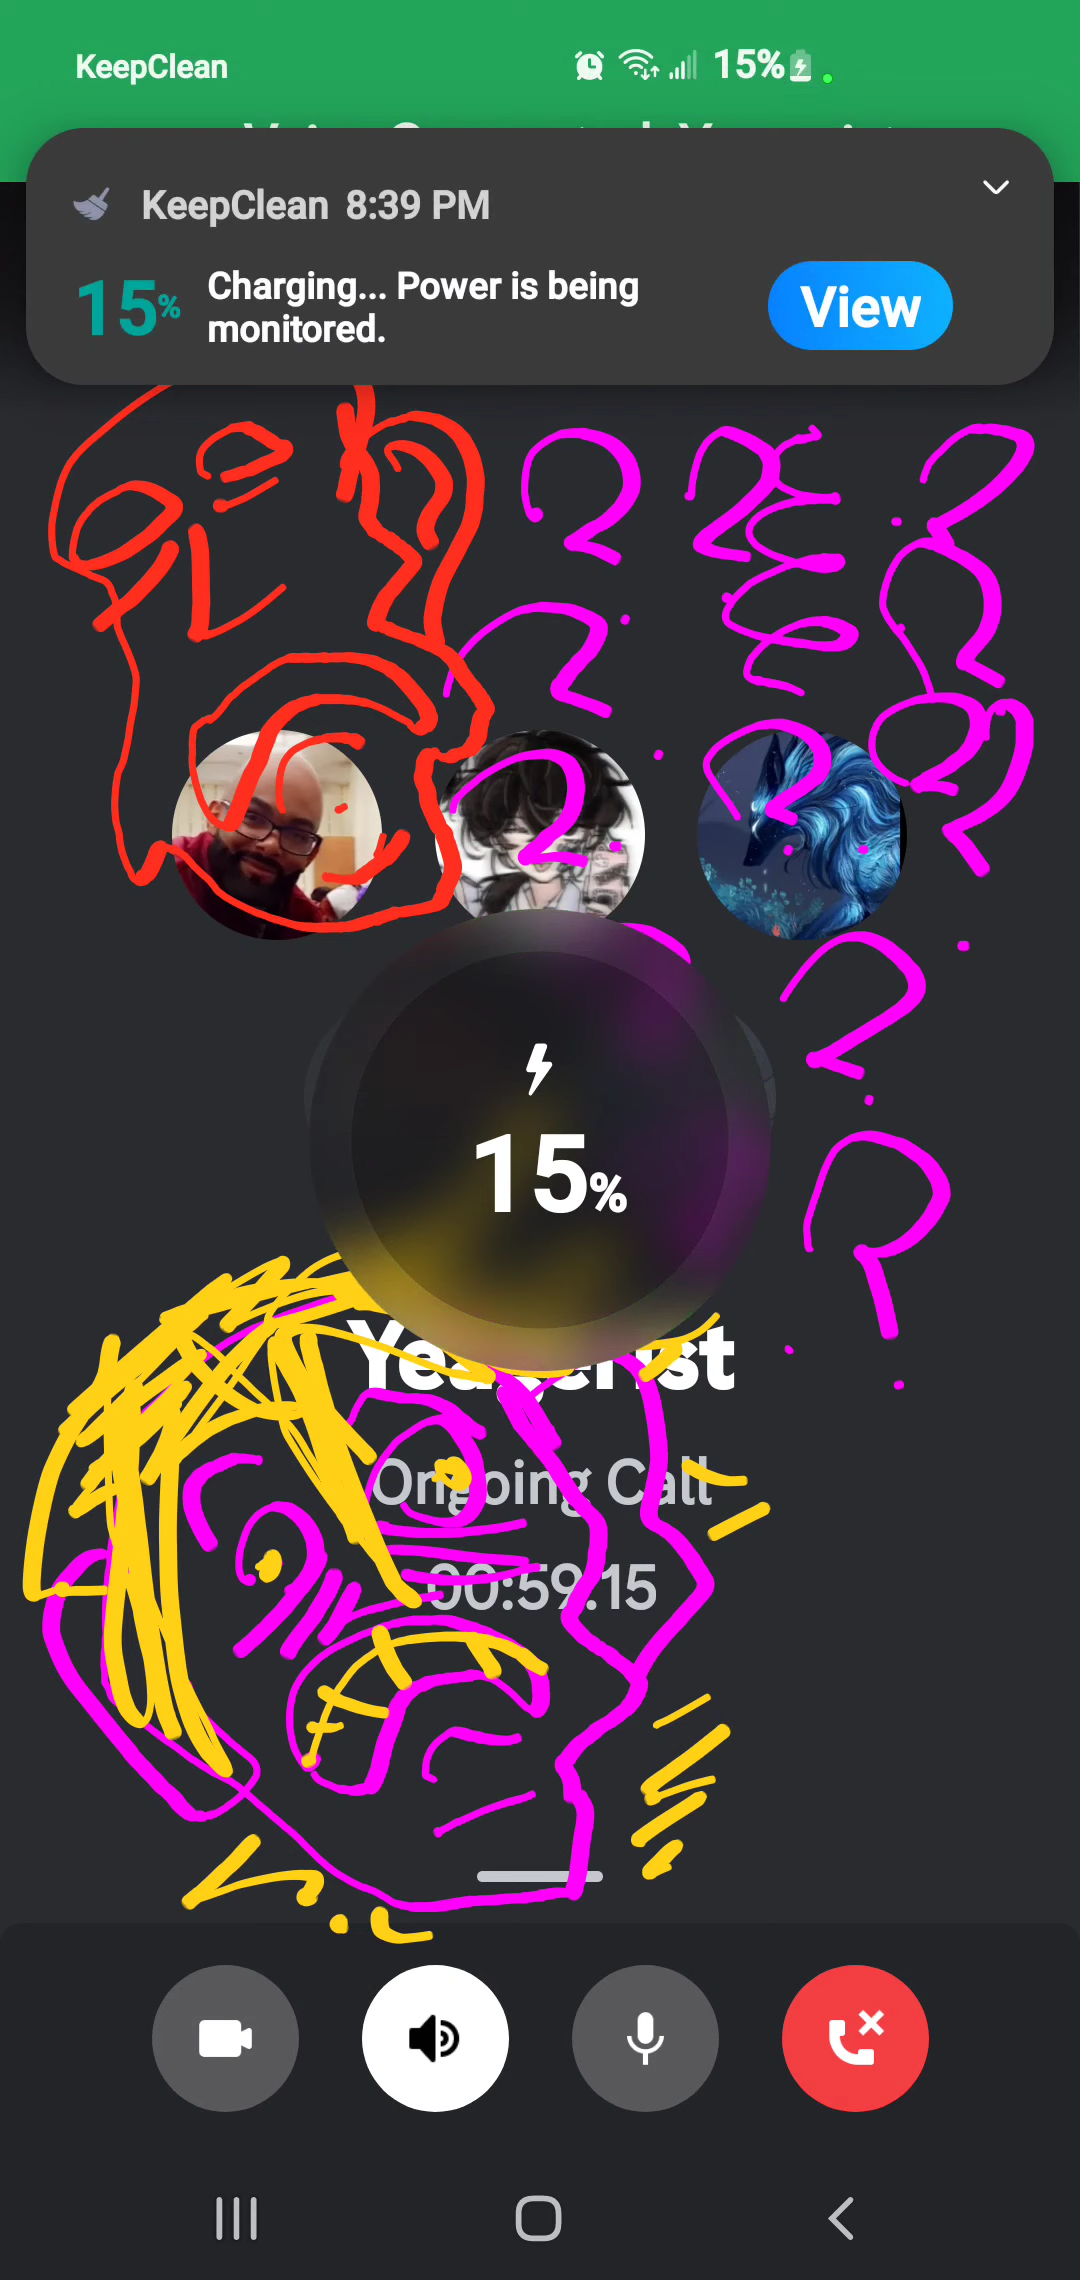 KeepClean 15%
KeepClean 8:39 PM
15% Charging... Power is being
monitored.
View
15%
Ongoing Call
00:59:15